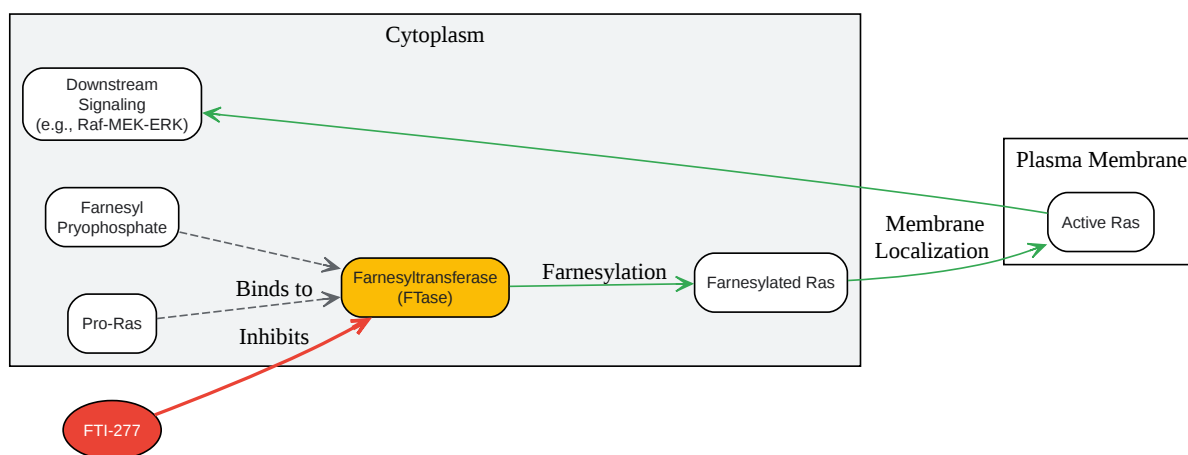 Cytoplasm
Downstream
Signaling
(e.g., Raf-MEK-ERK)
Plasma Membrane
Farnesyl
Pryophosphate
Active Ras
Membrane
Localization
Farnesyltransferase
(FTase)
Farnesylation
Farnesylated Ras
Binds to
Pro-Ras
Inhibits
FTI-277